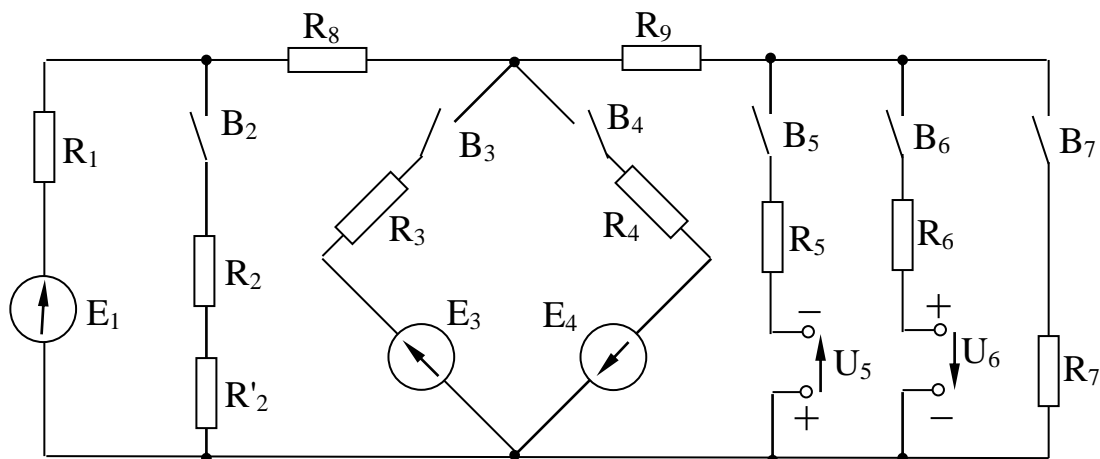 R₈
R₉
R₁
B₂
B₃
B₄
B₅
B₆
B₇
R₃
R₄
R₅
R₆
R₂
E₁
E₃
E₄
−
+
U₅
U₆
R₇
R'₂
+
−